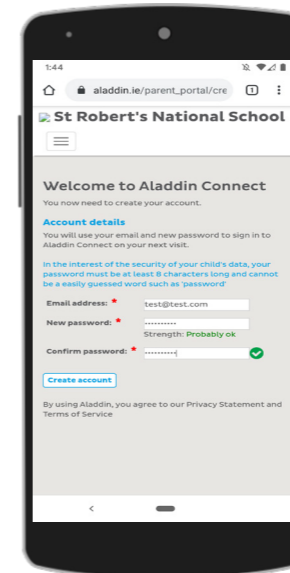 1:44
aladdin.ie/parent_portal/cre
1
St Robert's National School
Welcome to Aladdin Connect
You now need to create your account.
Account details
You will use your email and new password to sign in to
Aladdin Connect on your next visit.
In the interest of the security of your child's data, your
password must be at least 8 characters long and cannot
be a easily guessed word such as 'password'
Email address: * test@test.com
New password: * ••••••••••
Strength: Probably ok
Confirm password: * ••••••••••
Create account
By using Aladdin, you agree to our Privacy Statement and
Terms of Service